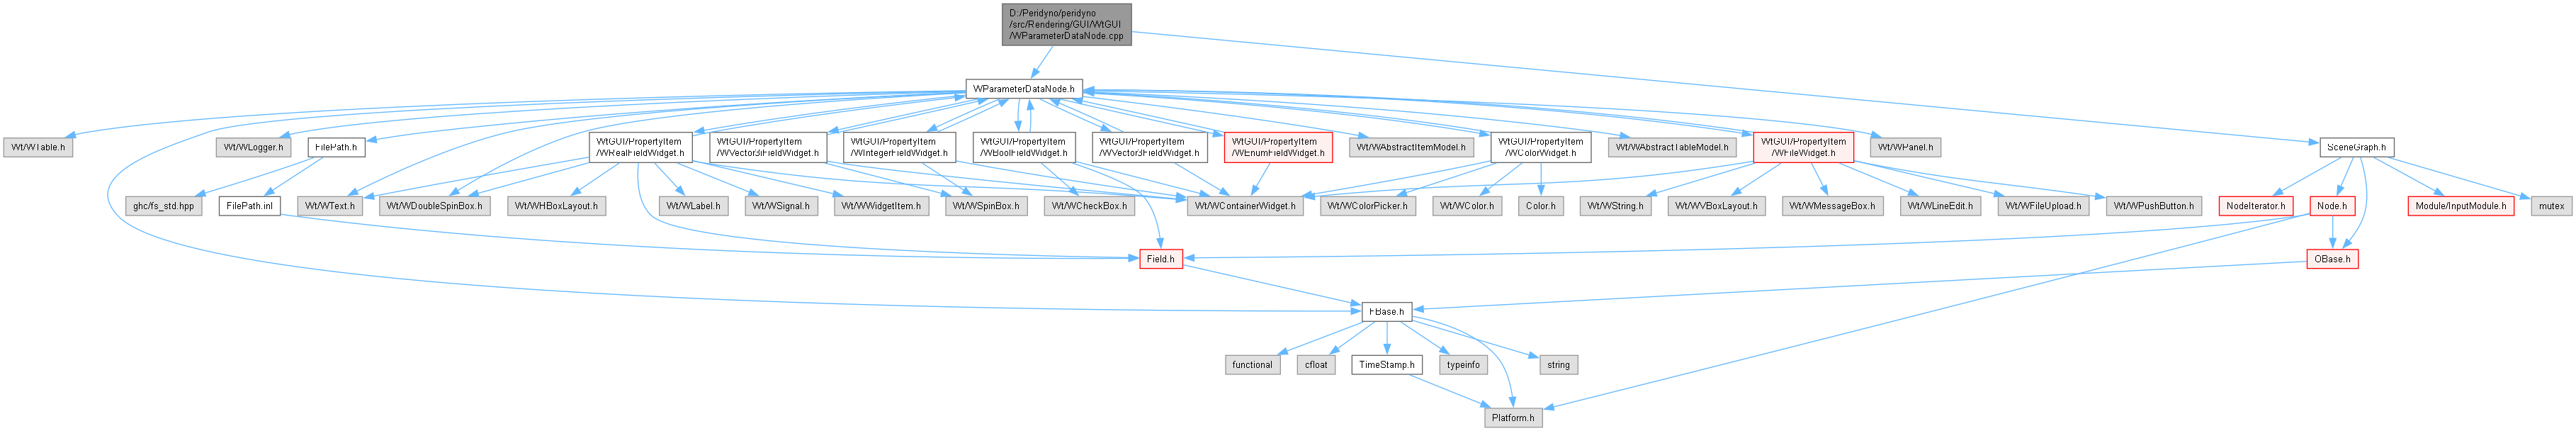 D:/Peridyno/peridyno
/src/Rendering/GUI/WtGUI
/WParameterDataNode.cpp
WParameterDataNode.h
Wt/WTable.h
Wt/WLogger.h
FilePath.h
WtGUI/PropertyItem
/WRealFieldWidget.h
WtGUI/PropertyItem
/WVector3iFieldWidget.h
WtGUI/PropertyItem
/WIntegerFieldWidget.h
WtGUI/PropertyItem
/WBoolFieldWidget.h
WtGUI/PropertyItem
/WVector3FieldWidget.h
WtGUI/PropertyItem
/WEnumFieldWidget.h
Wt/WAbstractItemModel.h
WtGUI/PropertyItem
/WColorWidget.h
Wt/WAbstractTableModel.h
WtGUI/PropertyItem
/WFileWidget.h
Wt/WPanel.h
SceneGraph.h
ghc/fs_std.hpp
FilePath.inl
Wt/WText.h
Wt/WDoubleSpinBox.h
Wt/WHBoxLayout.h
Wt/WLabel.h
Wt/WSignal.h
Wt/WWidgetItem.h
Wt/WSpinBox.h
Wt/WCheckBox.h
Wt/WContainerWidget.h
Wt/WColorPicker.h
Wt/WColor.h
Color.h
Wt/WString.h
Wt/WVBoxLayout.h
Wt/WMessageBox.h
Wt/WLineEdit.h
Wt/WFileUpload.h
Wt/WPushButton.h
NodeIterator.h
Node.h
Module/InputModule.h
mutex
Field.h
OBase.h
FBase.h
functional
cfloat
TimeStamp.h
typeinfo
string
Platform.h